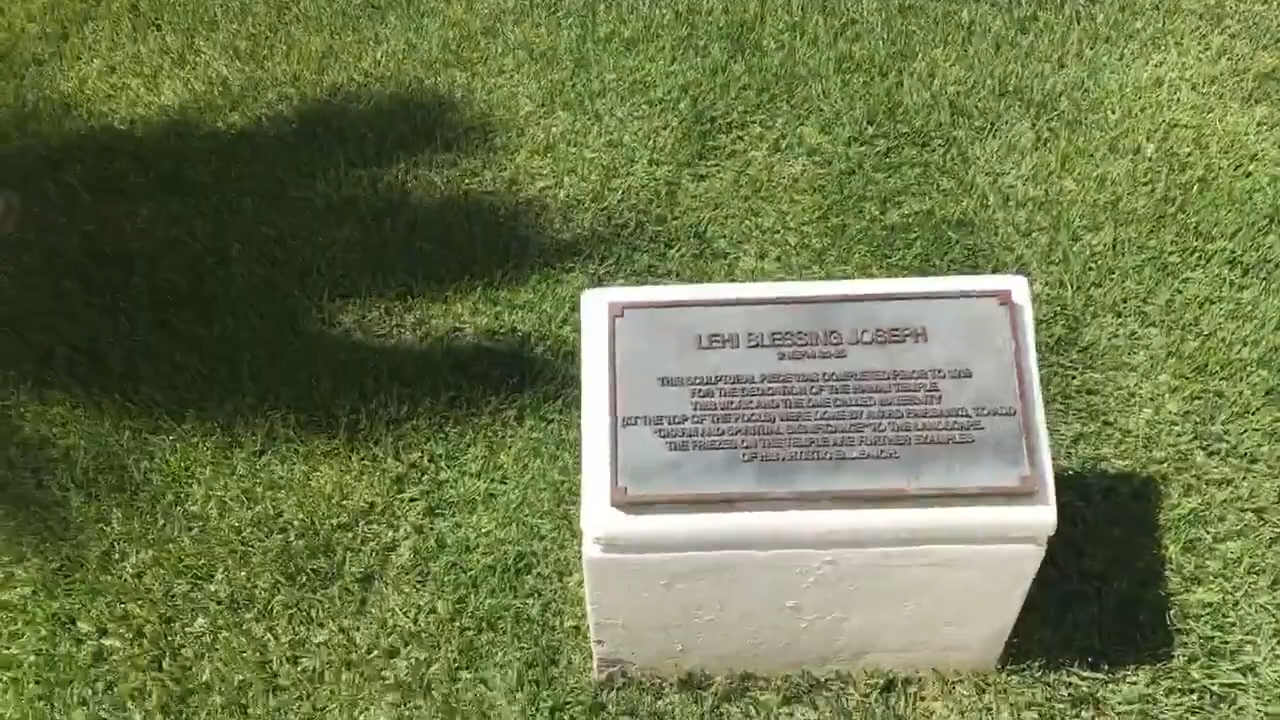 LEHI BLESSING JOSEPH
THIS SCULPTURAL PIECE WAS COMPLETED PRIOR TO 1919
FOR THE DEDICATION OF THE HAWAII TEMPLE.
THIS WORK AND THE ONE CALLED MATERNITY
(AT THE TOP OF THE POOLS) WERE DONE BY AVARD FAIRBANKS, TO ADD
"CHARM AND SPIRITUAL SIGNIFICANCE" TO THE LANDSCAPE.
THE FRIEZES ON THE TEMPLE ARE FURTHER EXAMPLES
OF HIS ARTISTIC